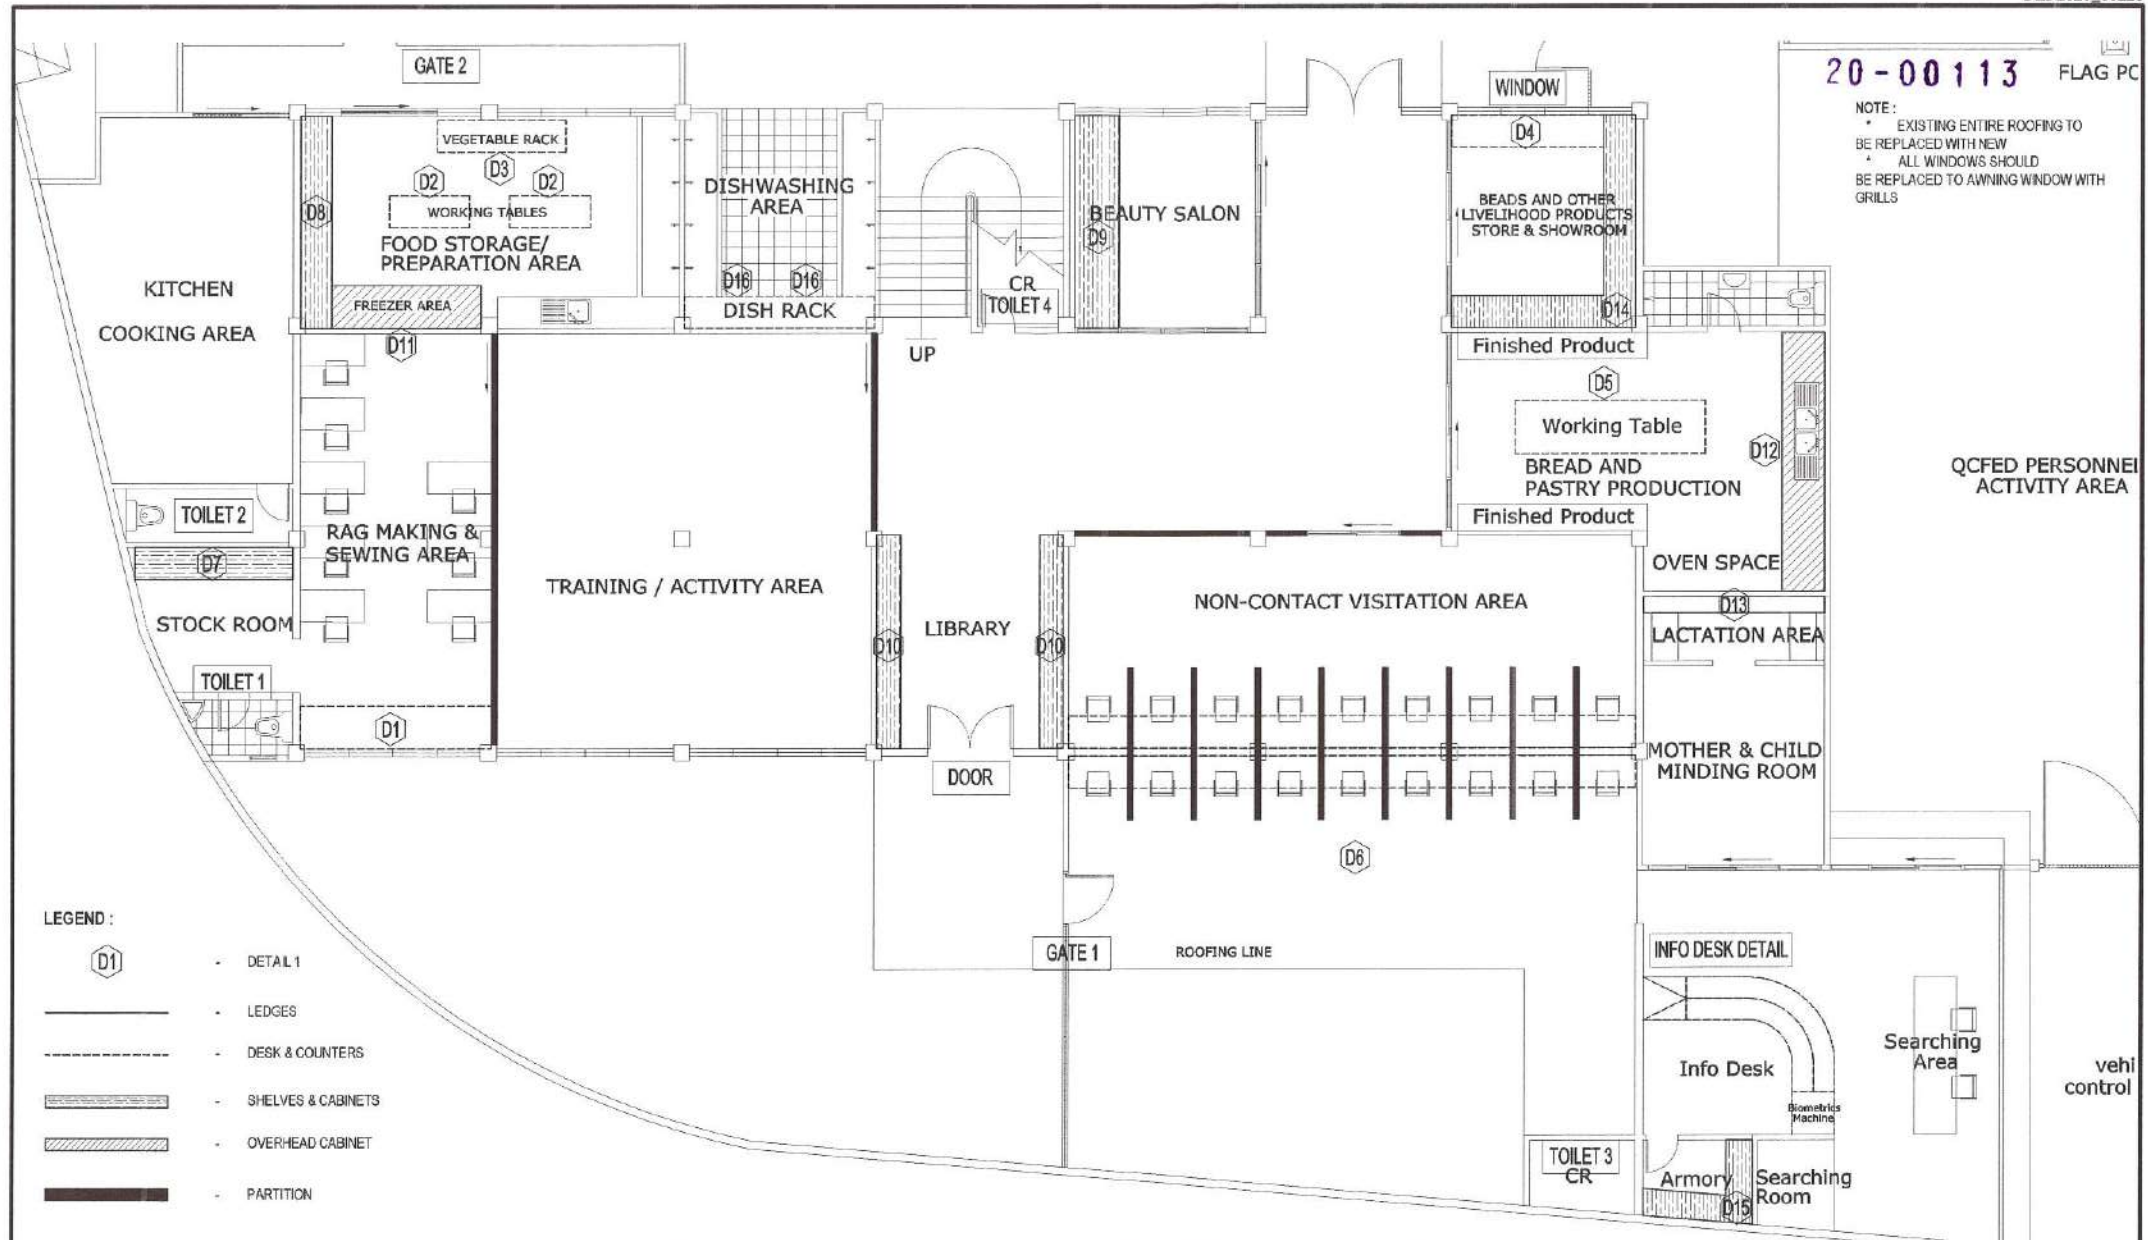 20-00113
FLAG PO
NOTE :
* EXISTING ENTIRE ROOFING TO
BE REPLACED WITH NEW
* ALL WINDOWS SHOULD
BE REPLACED TO AWNING WINDOW WITH
GRILLS
GATE 2
WINDOW
VEGETABLE RACK
D3
D2
D2
WORKING TABLES
D8
FOOD STORAGE/
PREPARATION AREA
FREEZER AREA
DISHWASHING
AREA
D16
D16
DISH RACK
CR
TOILET 4
UP
BEAUTY SALON
D9
D4
BEADS AND OTHER
LIVELIHOOD PRODUCTS
STORE & SHOWROOM
D14
KITCHEN
COOKING AREA
D11
Finished Product
D5
Working Table
D12
BREAD AND
PASTRY PRODUCTION
Finished Product
OVEN SPACE
QCFED PERSONNEL
ACTIVITY AREA
TOILET 2
RAG MAKING &
SEWING AREA
D7
STOCK ROOM
TOILET 1
D1
TRAINING / ACTIVITY AREA
D10
LIBRARY
D10
DOOR
NON-CONTACT VISITATION AREA
D13
LACTATION AREA
MOTHER & CHILD
MINDING ROOM
D6
GATE 1
ROOFING LINE
INFO DESK DETAIL
Info Desk
Biometrics
Machine
Searching
Area
vehi
control
TOILET 3
CR
Armory
D15
Searching
Room
LEGEND :
D1 - DETAIL 1
- LEDGES
- DESK & COUNTERS
- SHELVES & CABINETS
- OVERHEAD CABINET
- PARTITION